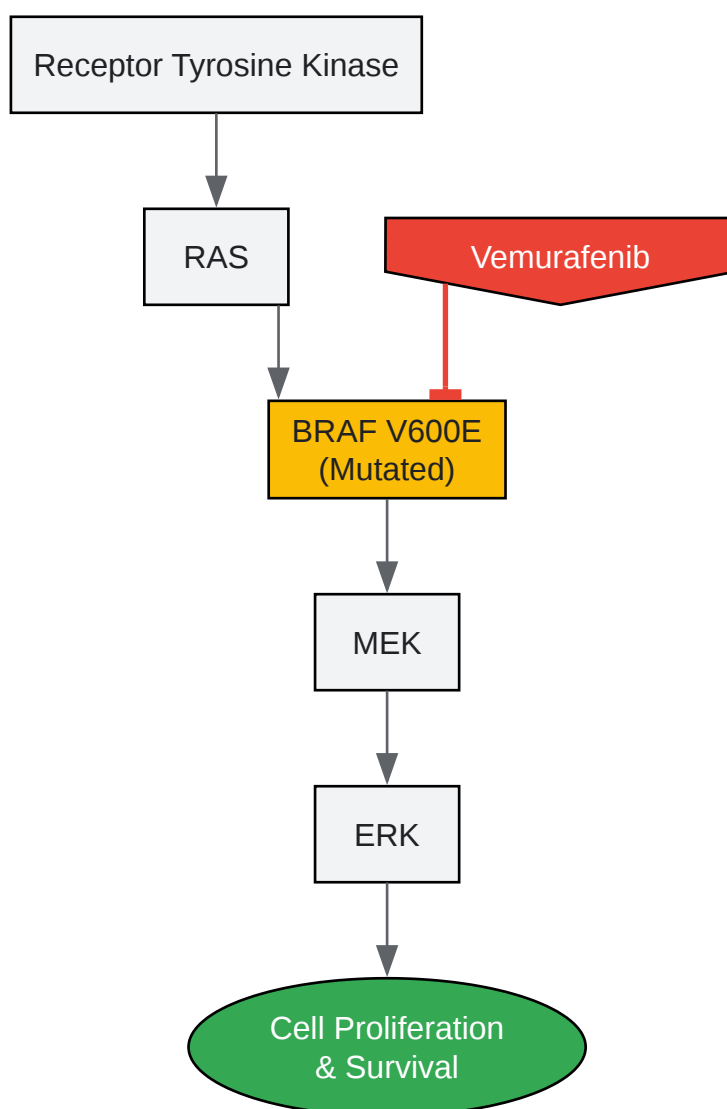 Receptor Tyrosine Kinase
RAS
Vemurafenib
BRAF V600E
(Mutated)
MEK
ERK
Cell Proliferation
& Survival